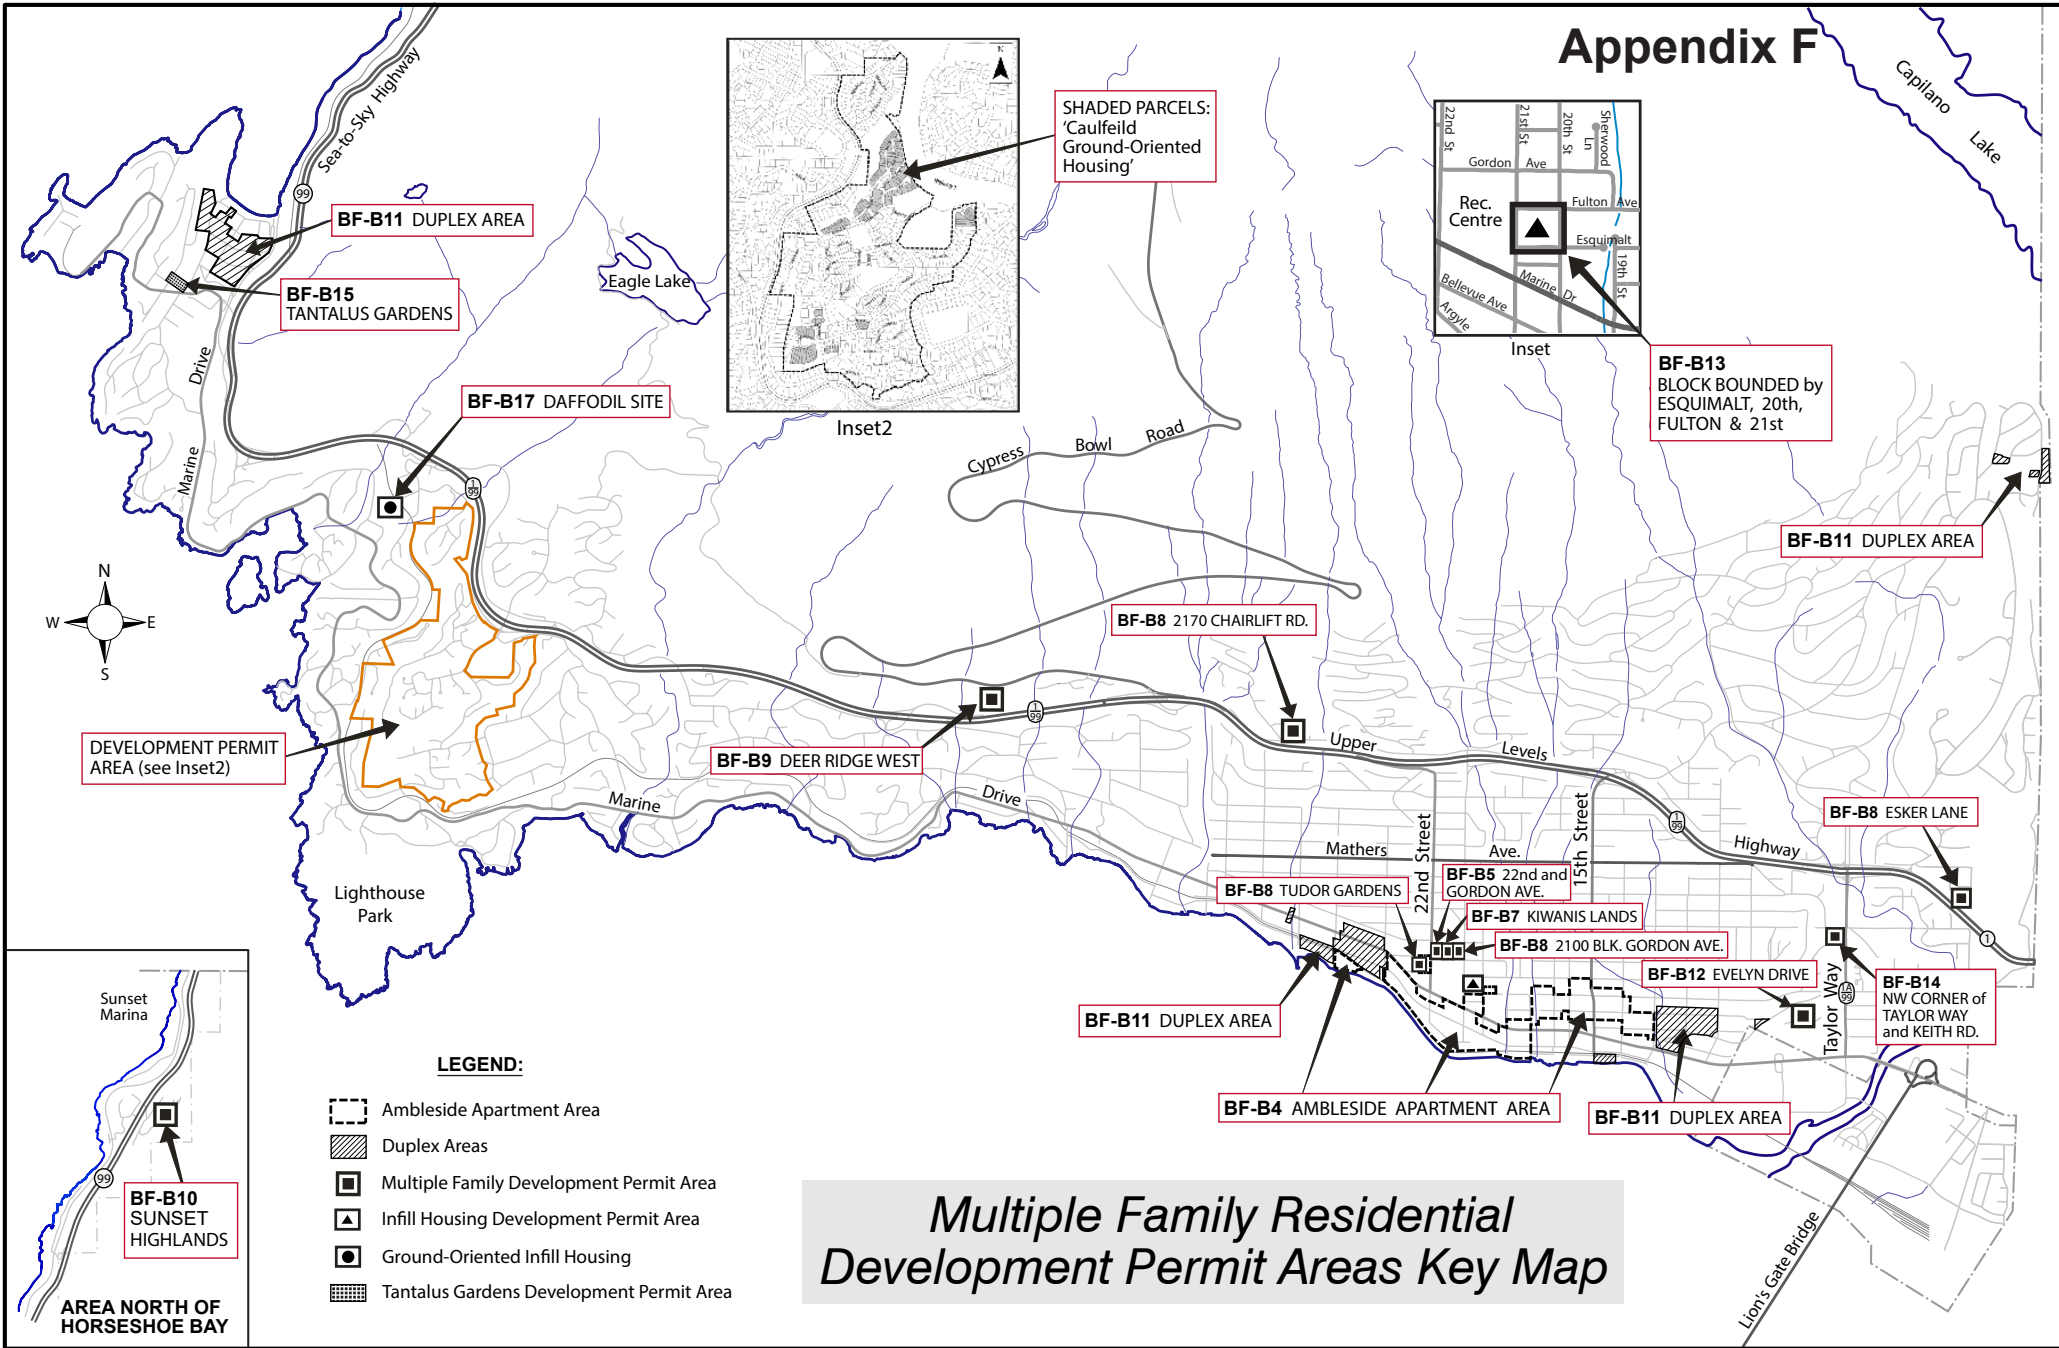 Appendix F
Capilano
Lake
Sea-to-Sky Highway
99
N
SHADED PARCELS:
‘Caulfeild
Ground-Oriented
Housing’
Inset2
22nd St
21st St
20th St
Sherwood
Ln
Gordon Ave
Rec.
Centre
Fulton Ave
Esquimalt
19th St
Marine Dr
Bellevue Ave
Argyle
Inset
BF-B13
BLOCK BOUNDED by
ESQUIMALT, 20th,
FULTON & 21st
BF-B11 DUPLEX AREA
BF-B15
TANTALUS GARDENS
Eagle Lake
Marine Drive
BF-B17 DAFFODIL SITE
1
99
Cypress Bowl Road
BF-B11 DUPLEX AREA
N
W E
S
BF-B8 2170 CHAIRLIFT RD.
DEVELOPMENT PERMIT
AREA (see Inset2)
BF-B9 DEER RIDGE WEST
1
99
Upper Levels Highway
1
99
Marine Drive
Mathers Ave.
22nd Street
15th Street
BF-B8 ESKER LANE
1
Lighthouse
Park
BF-B8 TUDOR GARDENS
BF-B5 22nd and
GORDON AVE.
BF-B7 KIWANIS LANDS
BF-B8 2100 BLK. GORDON AVE.
BF-B12 EVELYN DRIVE
BF-B14
NW CORNER of
TAYLOR WAY
and KEITH RD.
Taylor Way
1A
99
BF-B11 DUPLEX AREA
BF-B4 AMBLESIDE APARTMENT AREA
BF-B11 DUPLEX AREA
Lion's Gate Bridge
Sunset
Marina
99
BF-B10
SUNSET
HIGHLANDS
AREA NORTH OF
HORSESHOE BAY
LEGEND:
Ambleside Apartment Area
Duplex Areas
Multiple Family Development Permit Area
Infill Housing Development Permit Area
Ground-Oriented Infill Housing
Tantalus Gardens Development Permit Area
Multiple Family Residential
Development Permit Areas Key Map